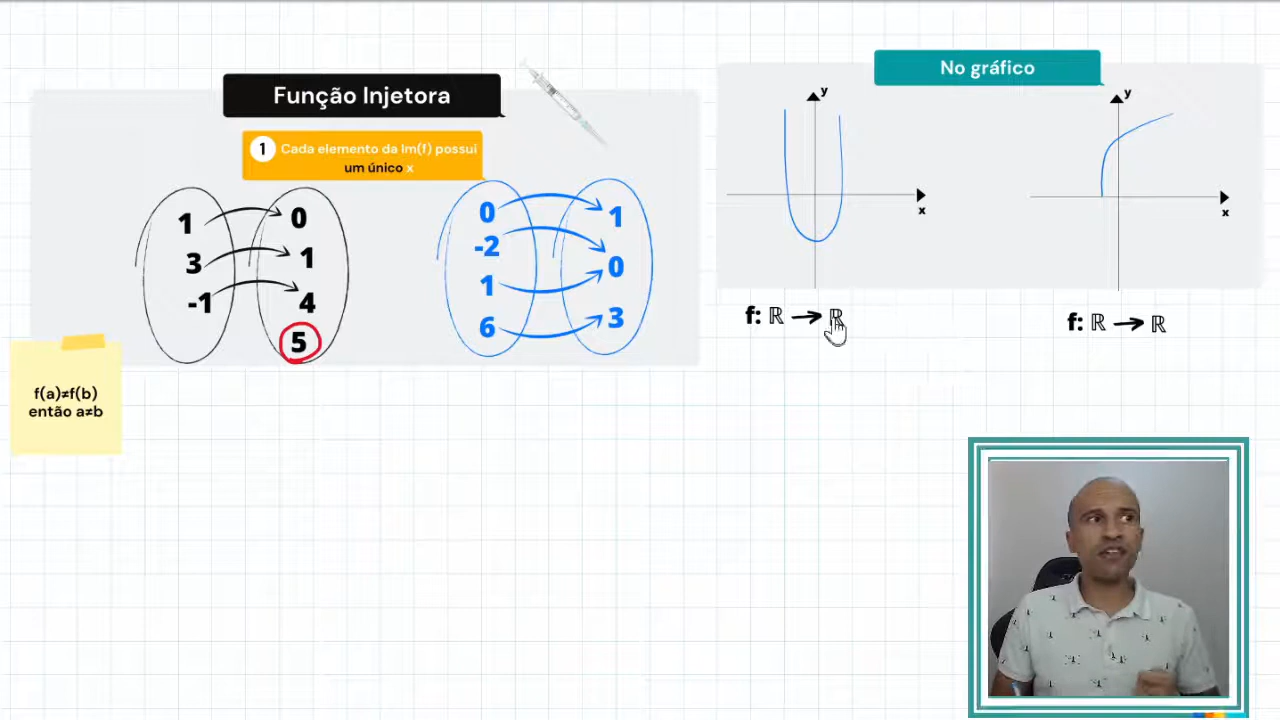 Função Injetora
1 Cada elemento da Im(f) possui
um único x
1
3
-1
0
1
4
5
0
-2
1
6
1
0
3
f(a)≠f(b)
então a≠b
No gráfico
y
x
y
x
f: ℝ → ℝ
f: ℝ → ℝ